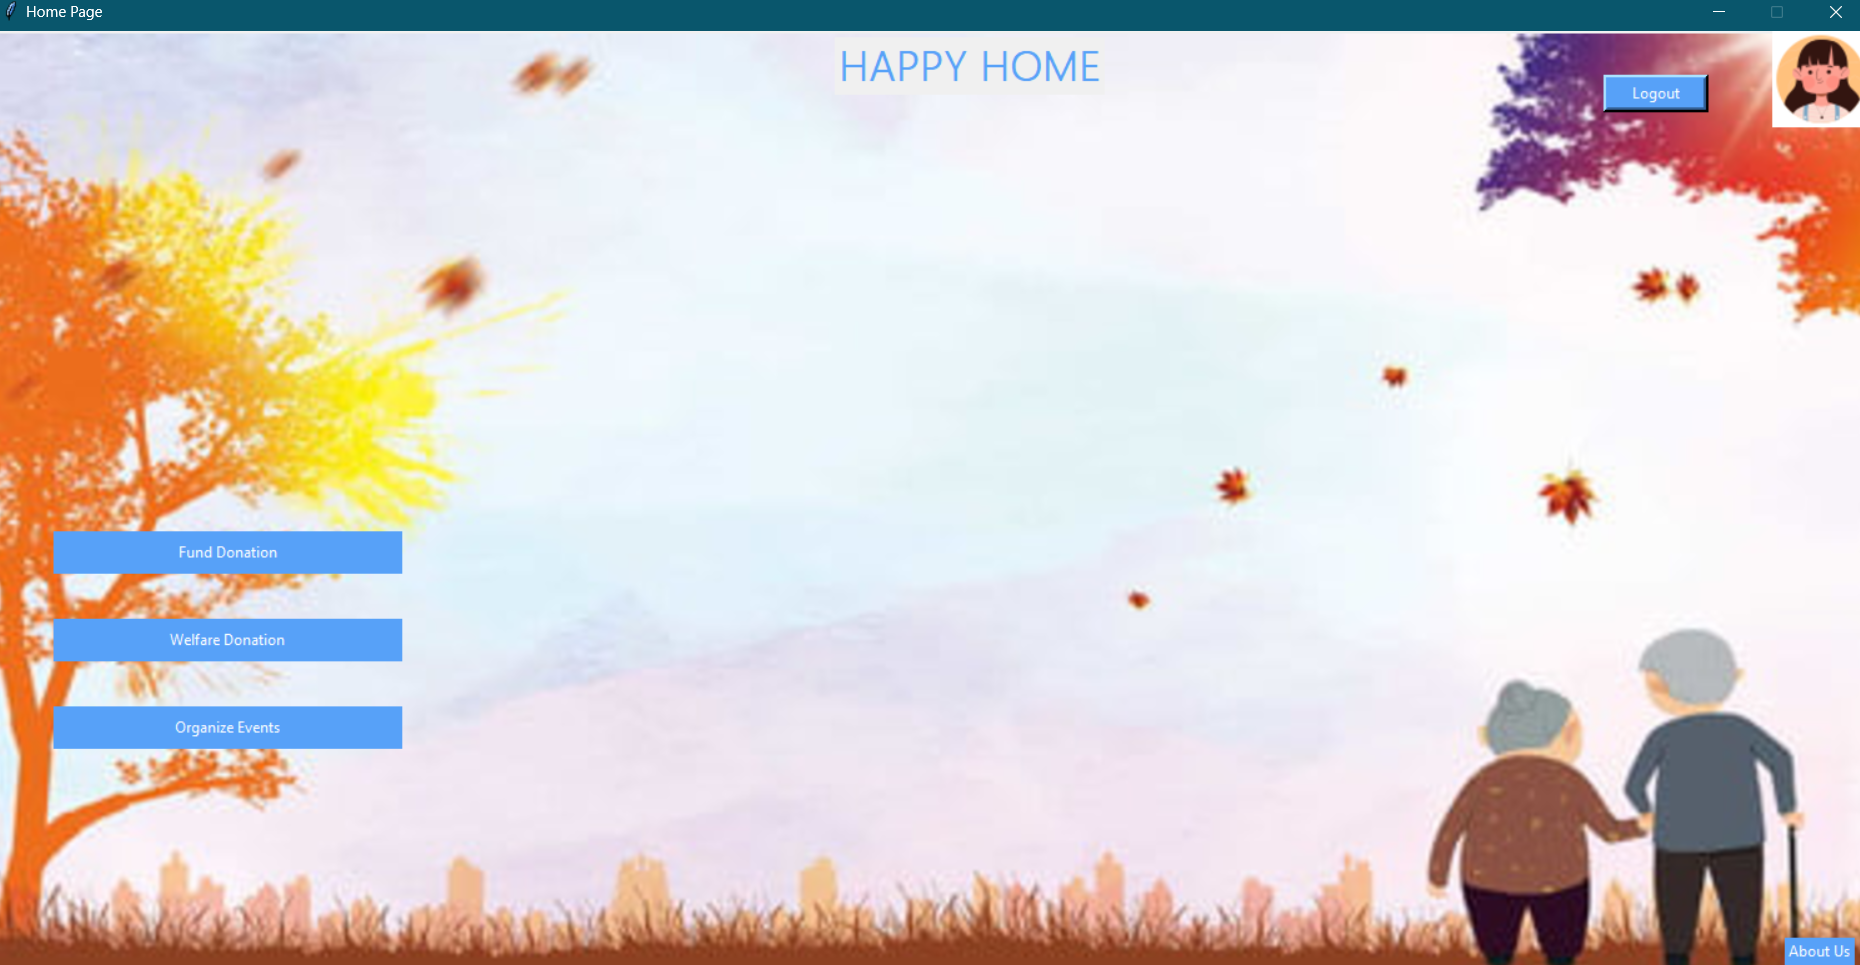 Home Page
HAPPY HOME
Logout
Fund Donation
Welfare Donation
Organize Events
About Us